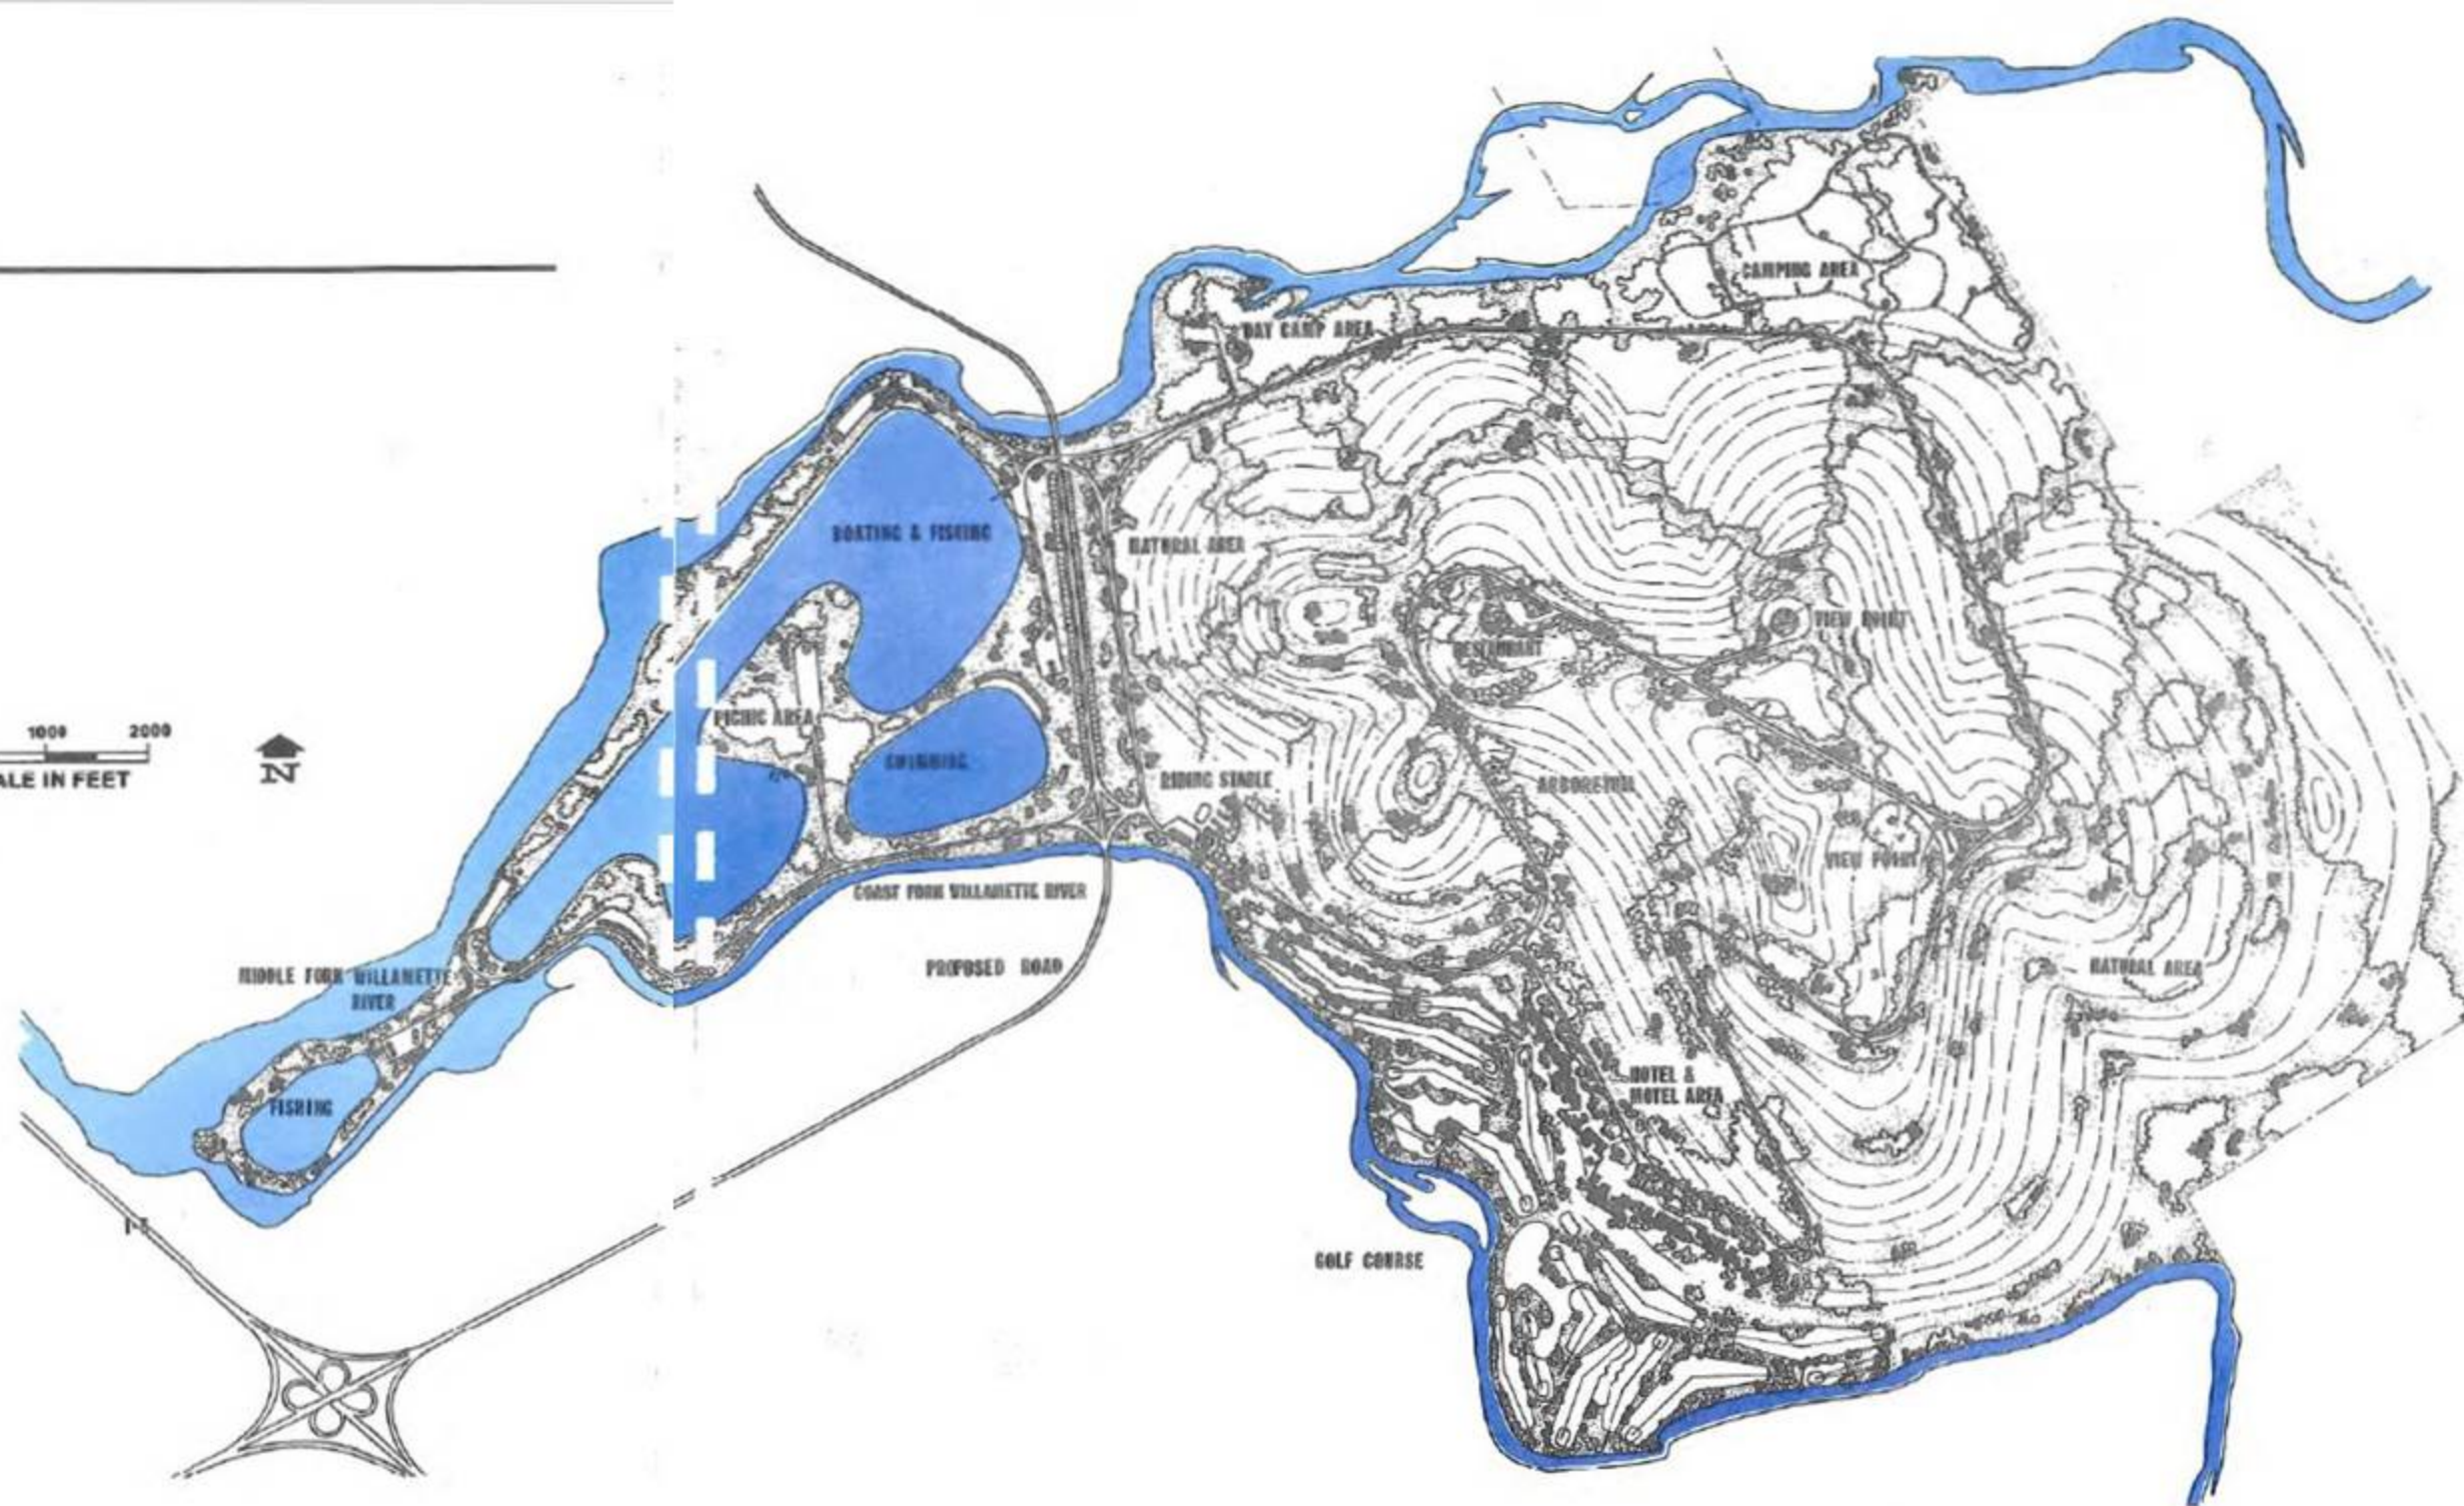 CAMPING AREA
DAY CAMP AREA
BOATING & FISHING
NATURAL AREA
VIEW POINT
RESTAURANT
PICNIC AREA
1000 2000
ALE IN FEET
N
SWIMMING
RIDING STABLE
ARBORETUM
VIEW POINT
COAST FORK WILLAMETTE RIVER
PROPOSED ROAD
MIDDLE FORK WILLAMETTE
RIVER
NATURAL AREA
HOTEL &
MOTEL AREA
FISHING
I-5
GOLF COURSE